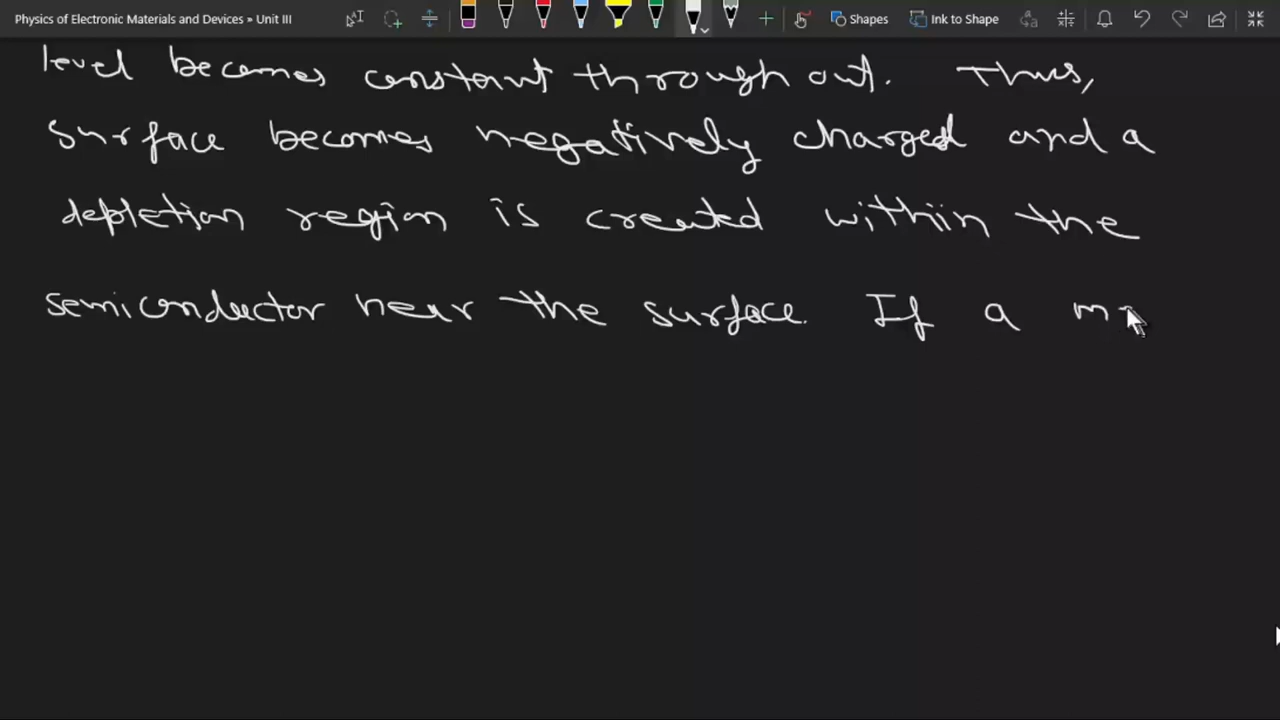 Physics of Electronic Materials and Devices » Unit III
Shapes
Ink to Shape
level becomes constant throughout. Thus,
surface becomes negatively charged and a
depletion region is created within the
semiconductor near the surface. If a